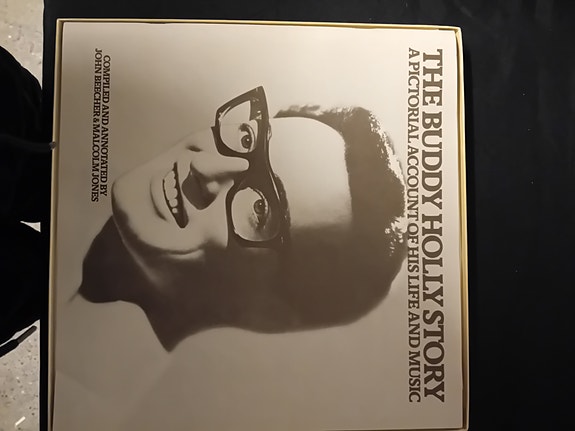 THE BUDDY HOLLY STORY
A PICTORIAL ACCOUNT OF HIS LIFE AND MUSIC
COMPILED AND ANNOTATED BY
JOHN BEECHER & MALCOLM JONES